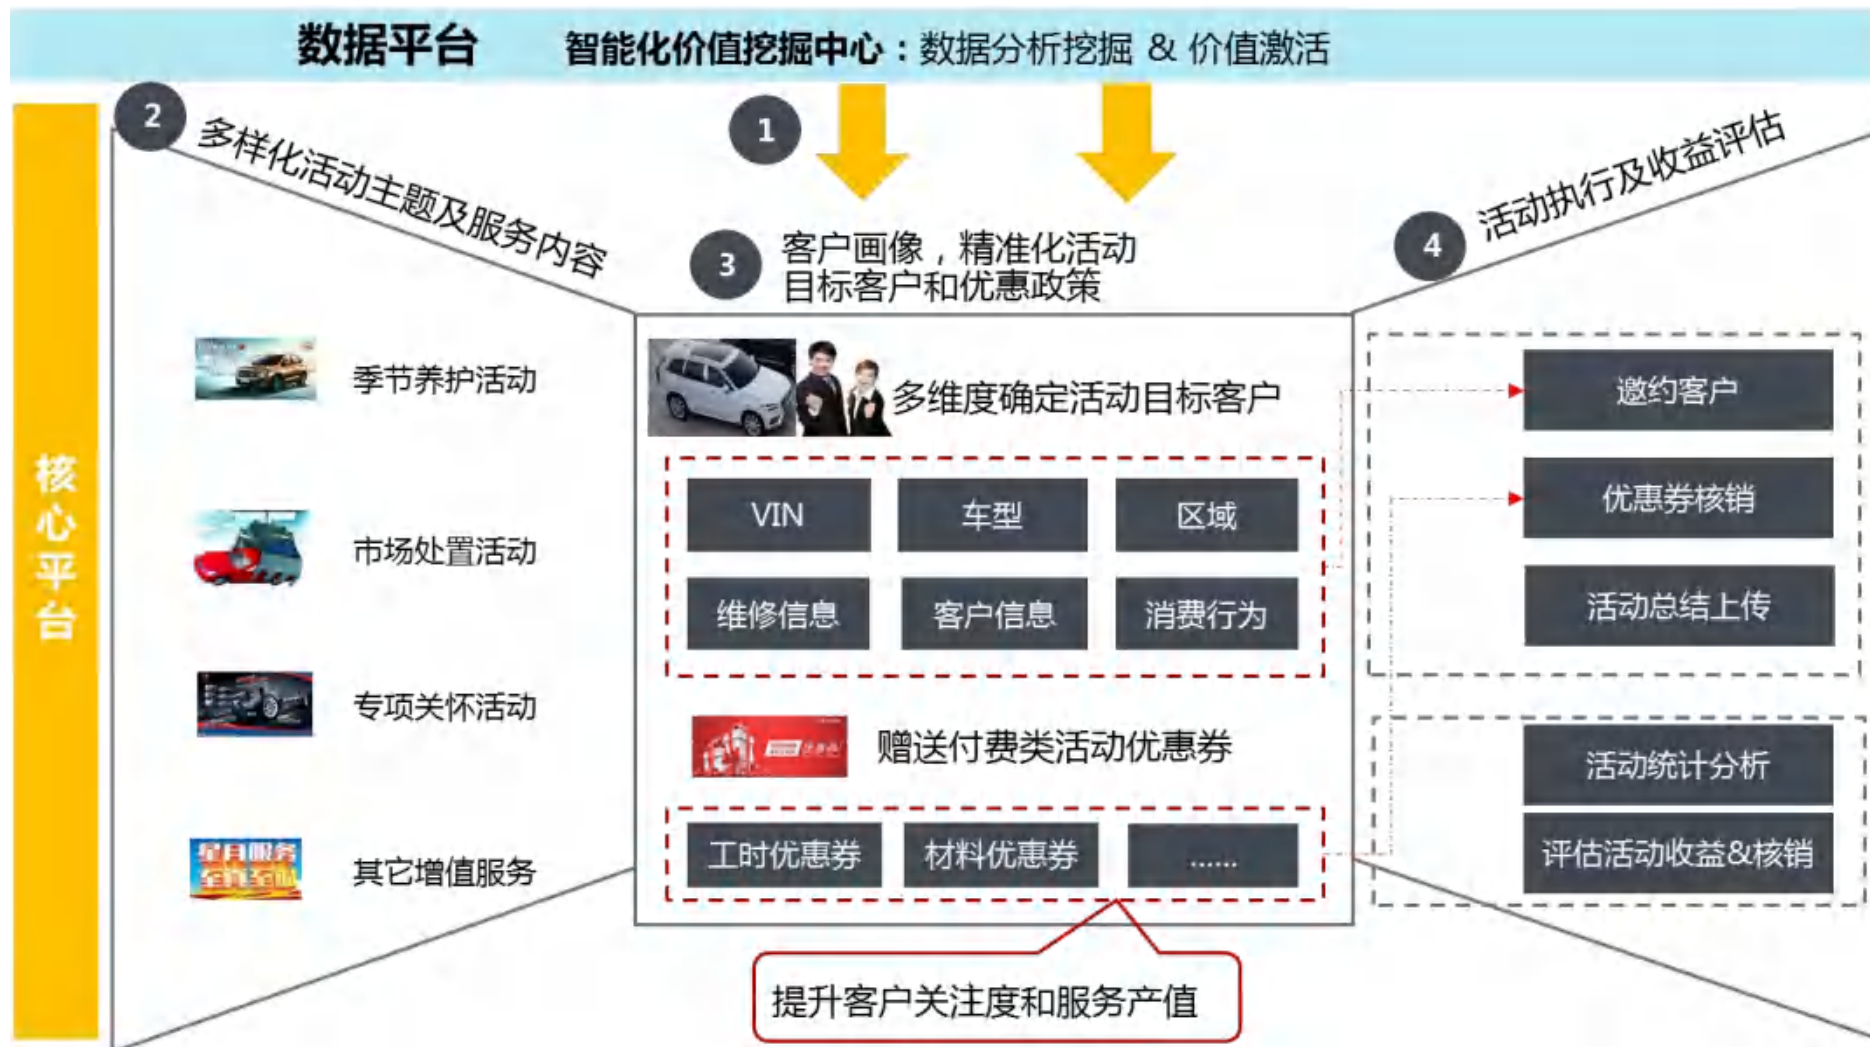 数据平台 智能化价值挖掘中心：数据分析挖掘 & 价值激活
核心平台
2
多样化活动主题及服务内容
季节养护活动
市场处置活动
专项关怀活动
星月服务
其它增值服务
1
3
客户画像，精准化活动
目标客户和优惠政策
多维度确定活动目标客户
VIN 车型 区域
维修信息 客户信息 消费行为
赠送付费类活动优惠券
工时优惠券 材料优惠券 ......
提升客户关注度和服务产值
4
活动执行及收益评估
邀约客户
优惠券核销
活动总结上传
活动统计分析
评估活动收益&核销